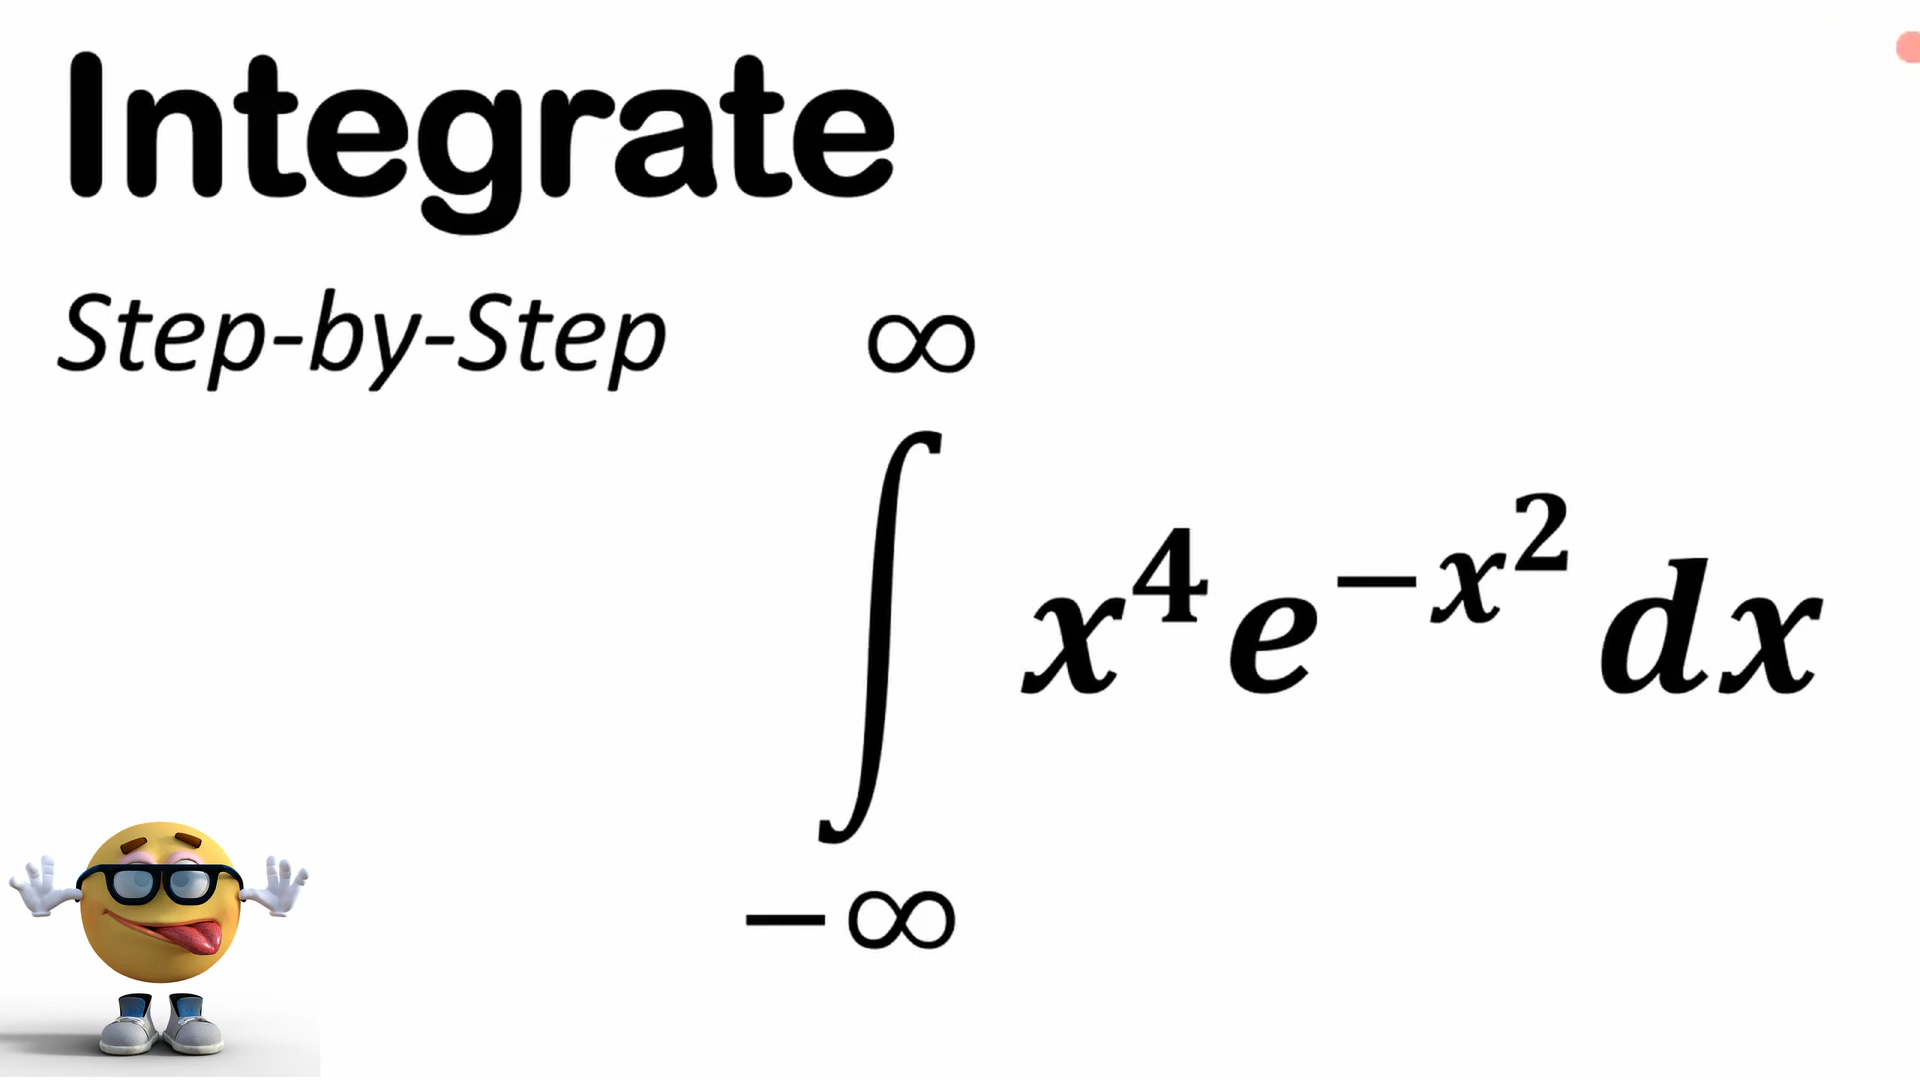 Integrate
Step-by-Step
∞
∫ x⁴e^{−x²} dx
−∞